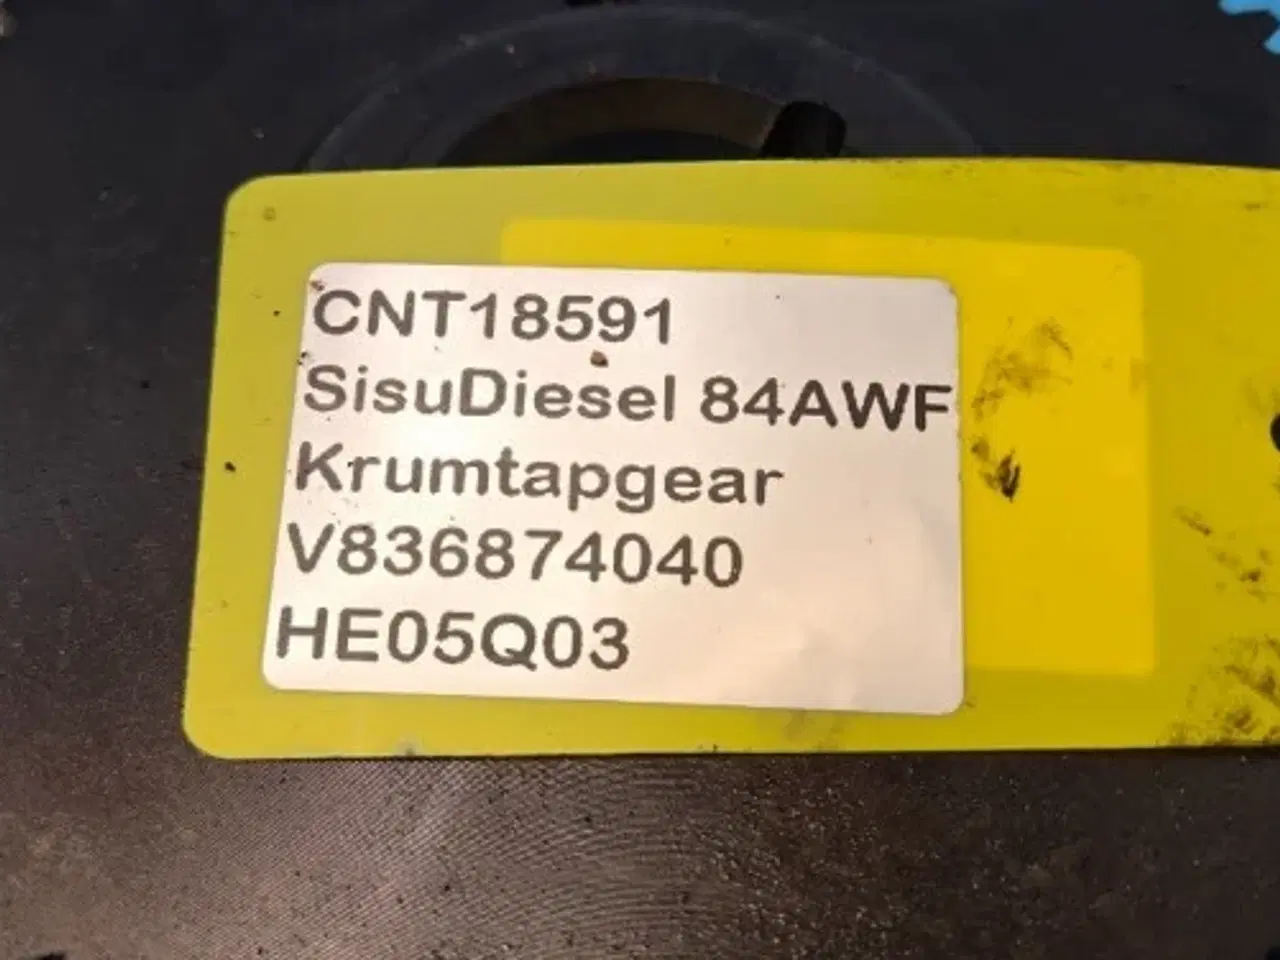 CNT18591
SisuDiesel 84AWF
Krumtapgear
V836874040
HE05Q03